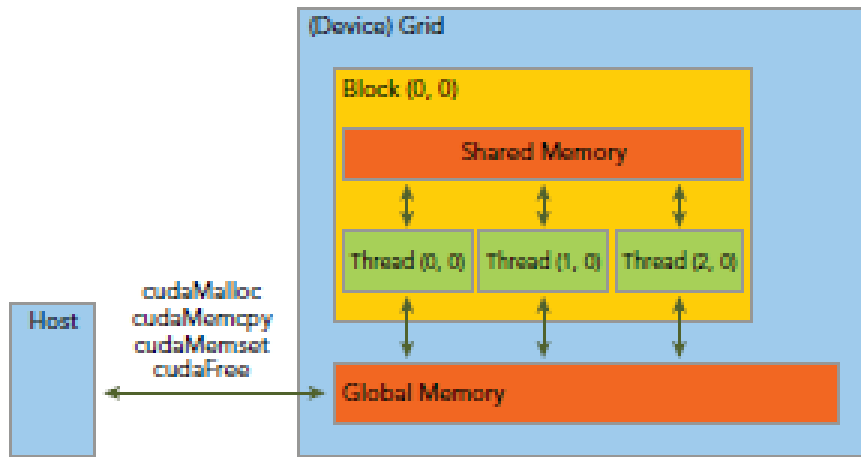 (Device) Grid
Block (0, 0)
Shared Memory
Thread (0, 0)
Thread (1, 0)
Thread (2, 0)
cudaMalloc
cudaMemcpy
cudaMemset
cudaFree
Host
Global Memory